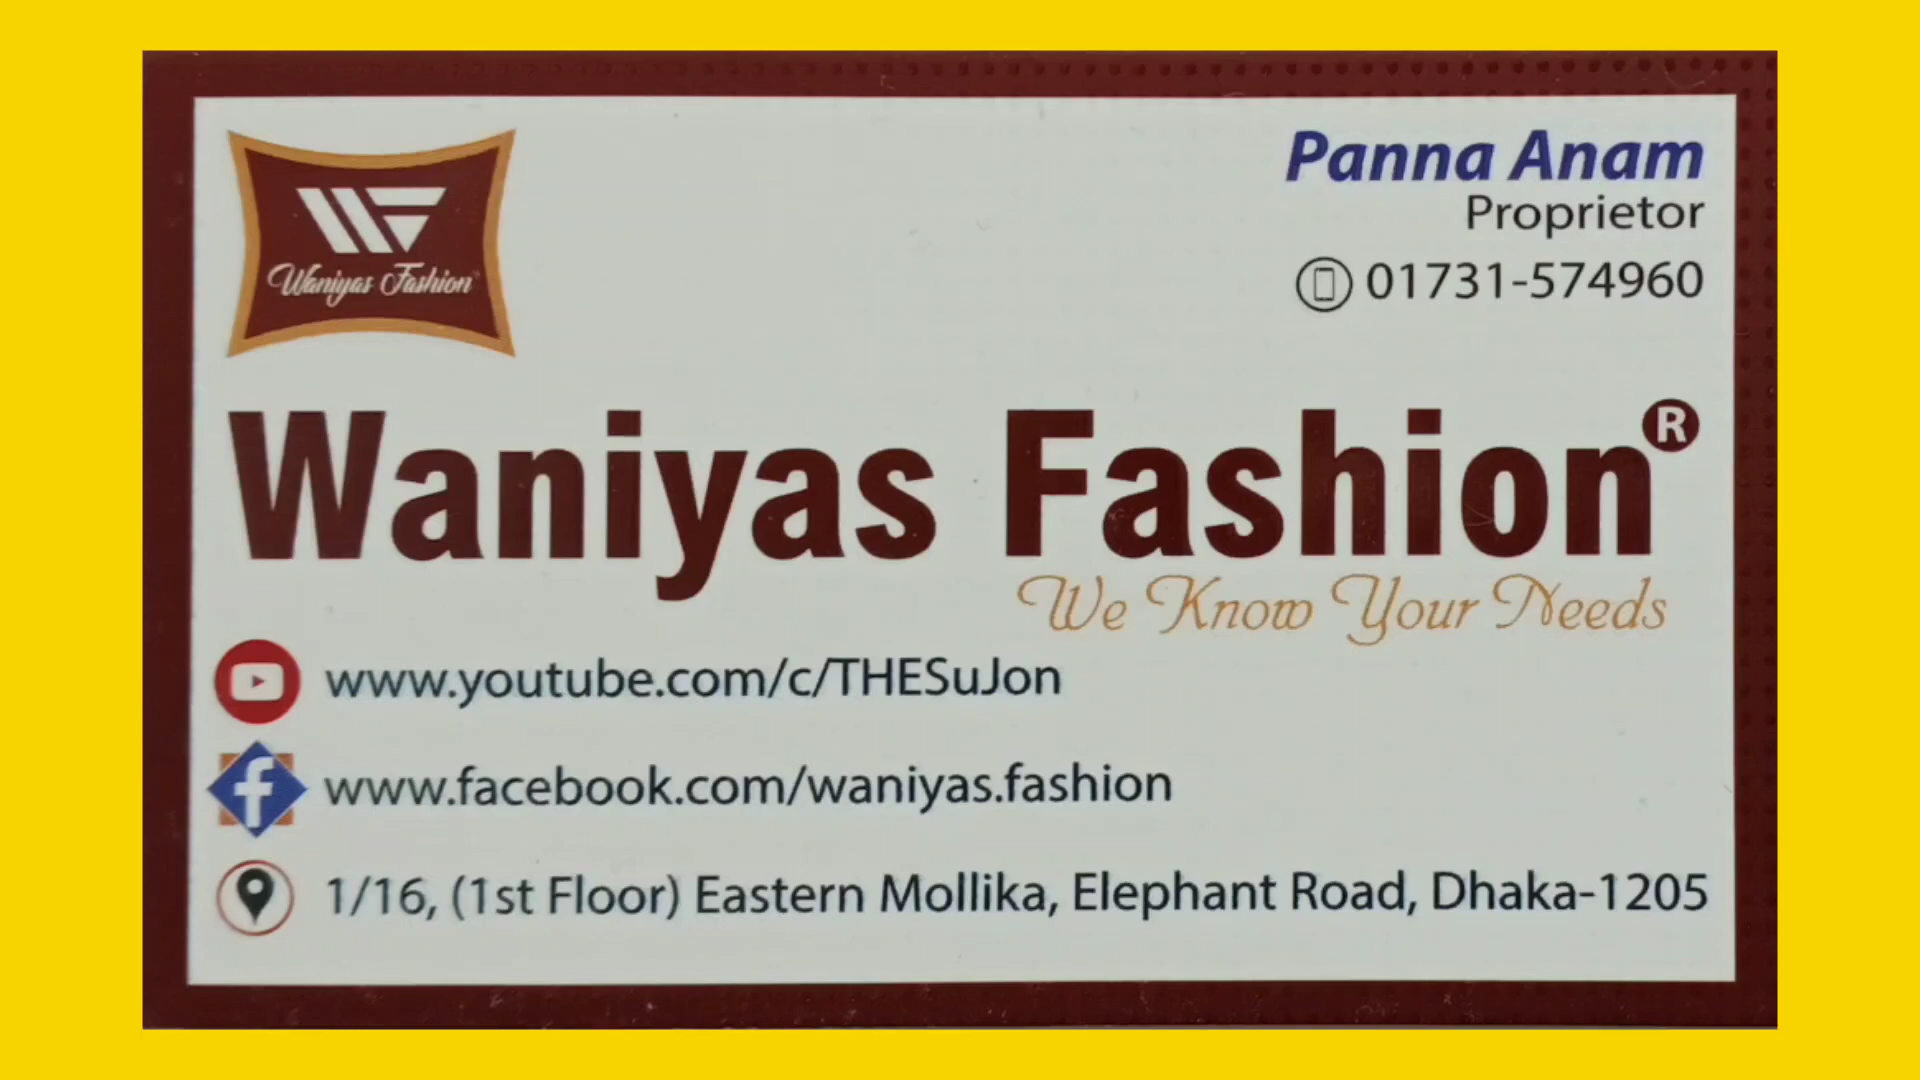 Waniyas Fashion
Panna Anam
Proprietor
01731-574960
Waniyas Fashion®
We Know Your Needs
www.youtube.com/c/THESuJon
www.facebook.com/waniyas.fashion
1/16, (1st Floor) Eastern Mollika, Elephant Road, Dhaka-1205